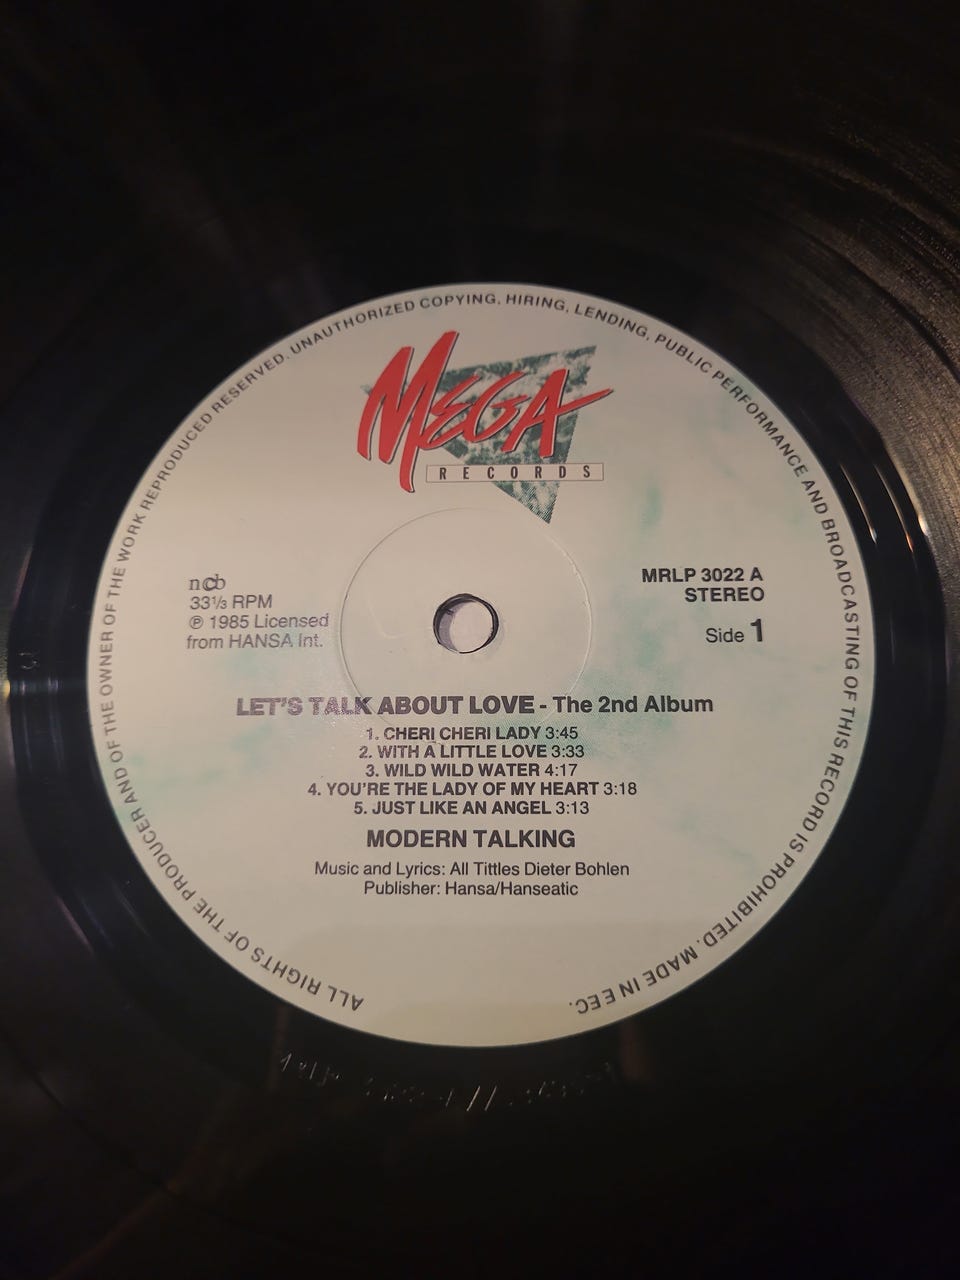 ALL RIGHTS OF THE PRODUCER AND OF THE OWNER OF THE WORK REPRODUCED RESERVED. UNAUTHORIZED COPYING, HIRING, LENDING, PUBLIC PERFORMANCE AND BROADCASTING OF THIS RECORD IS PROHIBITED. MADE IN EEC.
MEGA
RECORDS
ncb
33⅓ RPM
℗ 1985 Licensed
from HANSA Int.
MRLP 3022 A
STEREO
Side 1
LET'S TALK ABOUT LOVE - The 2nd Album
1. CHERI CHERI LADY 3:45
2. WITH A LITTLE LOVE 3:33
3. WILD WILD WATER 4:17
4. YOU'RE THE LADY OF MY HEART 3:18
5. JUST LIKE AN ANGEL 3:13
MODERN TALKING
Music and Lyrics: All Tittles Dieter Bohlen
Publisher: Hansa/Hanseatic